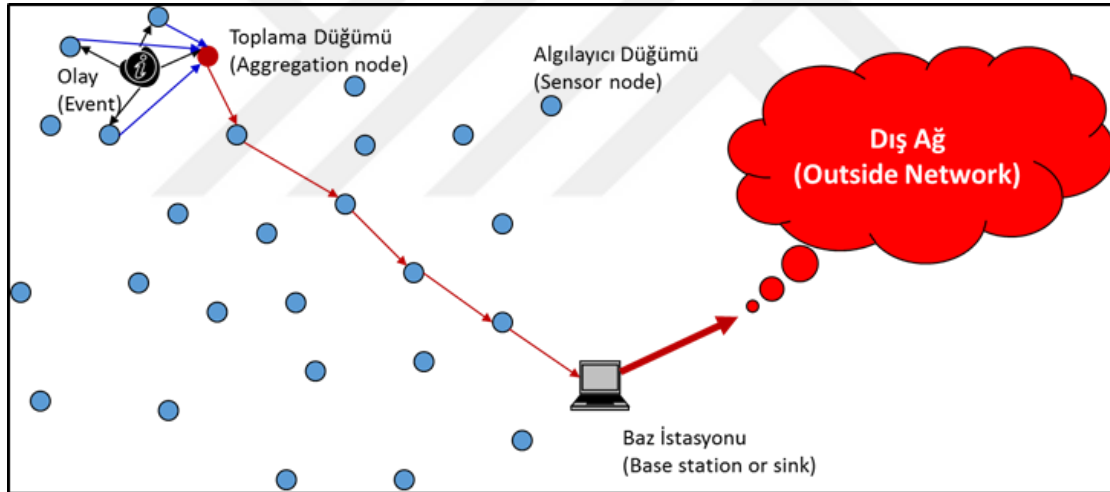 Toplama Düğümü
(Aggregation node)
Olay
(Event)
i
Algılayıcı Düğümü
(Sensor node)
Dış Ağ
(Outside Network)
Baz İstasyonu
(Base station or sink)